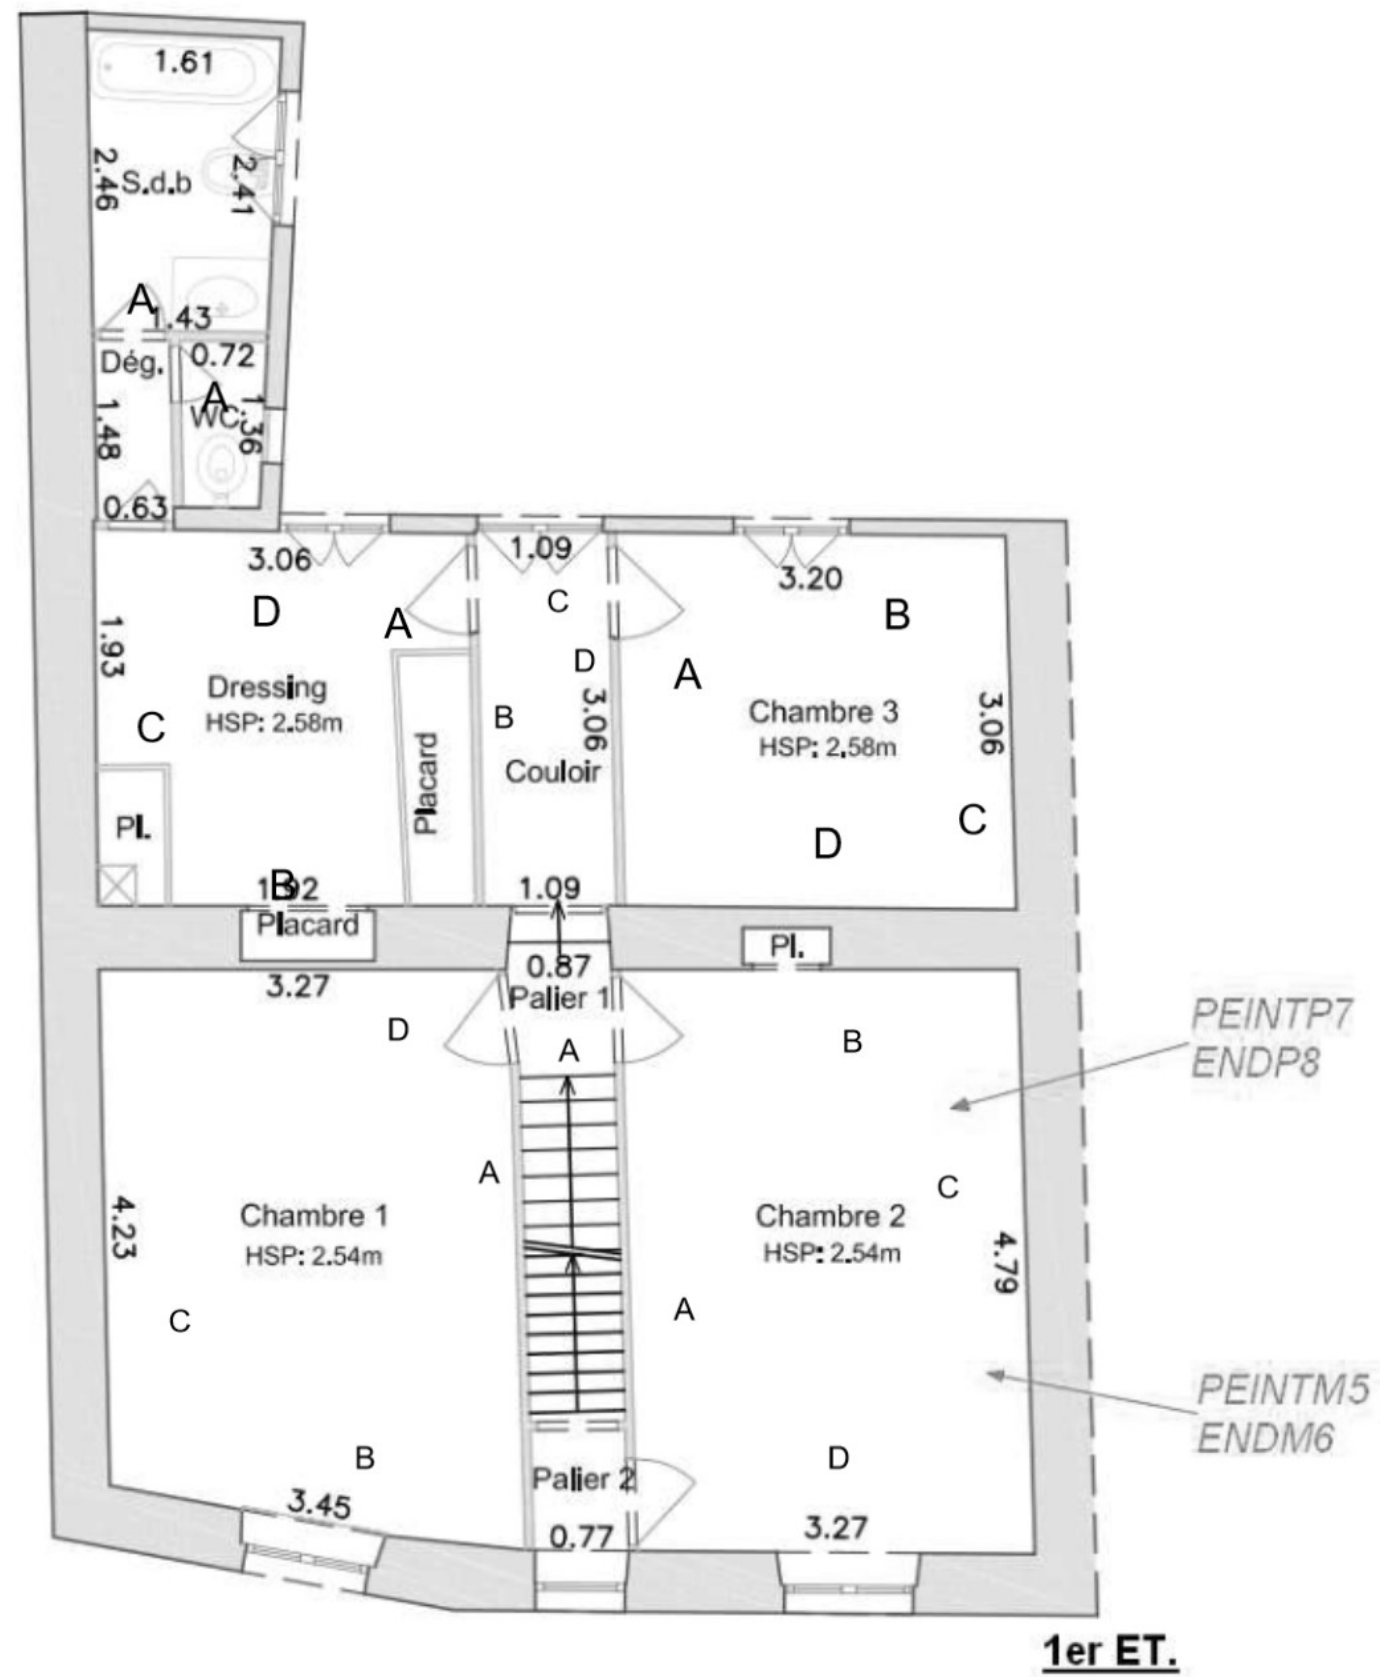 1.61
2.46
S.d.b
2.41
A
1.43
Dég.
0.72
A
WC
1.36
1.48
0.63
3.06
1.09
3.20
D
A
C
B
1.93
D
A
Dressing
HSP: 2.58m
C
B
3.06
Chambre 3
HSP: 2.58m
3.06
Couloir
Placard
Pl.
D
C
B
1.92
1.09
Placard
Pl.
0.87
3.27
Palier 1
D
A
B
PEINTP7
ENDP8
A
C
4.23
Chambre 1
HSP: 2.54m
Chambre 2
HSP: 2.54m
4.79
C
A
PEINTM5
ENDM6
B
D
Palier 2
3.45
0.77
3.27
1er ET.